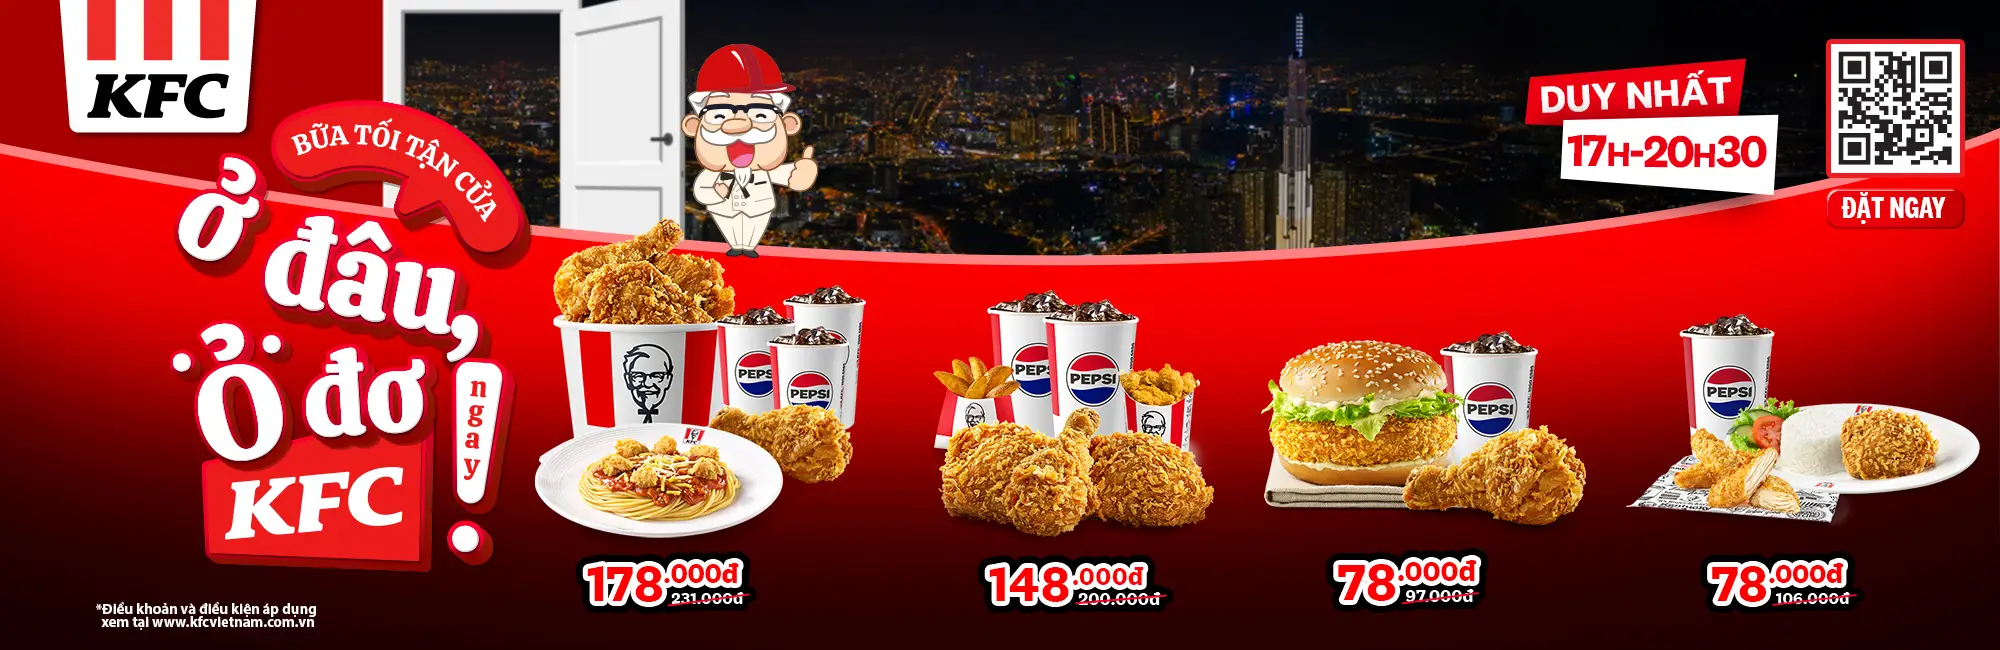 KFC
BỮA TỐI TẬN CỬA
Ở đâu,
Ổ đơ
ngay
KFC
*Điều khoản và điều kiện áp dụng
xem tại www.kfcvietnam.com.vn
DUY NHẤT
17H-20H30
ĐẶT NGAY
PEPSI
PEPSI
KFC
178.000đ
231.000đ
PEPSI
PEPSI
148.000đ
200.000đ
PEPSI
78.000đ
97.000đ
PEPSI
78.000đ
106.000đ